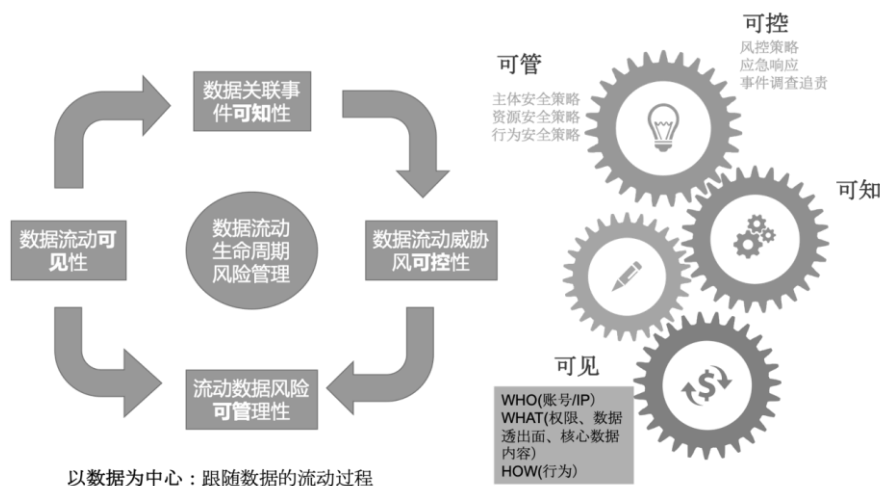 数据关联事
件可知性
数据流动可
见性
数据流动
生命周期
风险管理
数据流动威胁
风可控性
流动数据风险
可管理性
以数据为中心：跟随数据的流动过程
可控
风控策略
应急响应
事件调查追责
可管
主体安全策略
资源安全策略
行为安全策略
可知
可见
WHO(账号/IP)
WHAT(权限、数据
透出面、核心数据
内容)
HOW(行为)